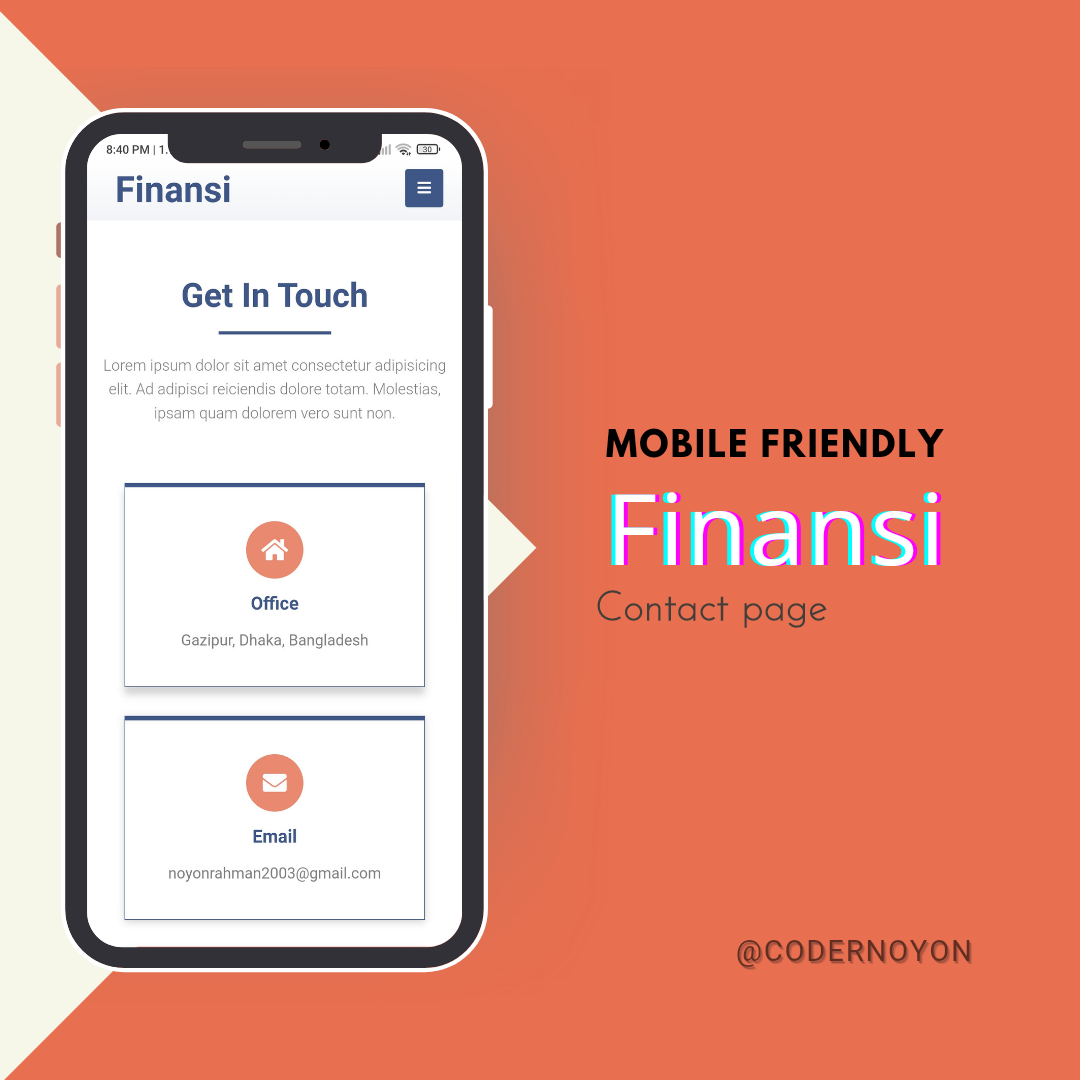 8:40 PM | 1.
30
Finansi
Get In Touch
Lorem ipsum dolor sit amet consectetur adipisicing
elit. Ad adipisci reiciendis dolore totam. Molestias,
ipsam quam dolorem vero sunt non.
Office
Gazipur, Dhaka, Bangladesh
Email
noyonrahman2003@gmail.com
MOBILE FRIENDLY
Finansi
Contact page
@CODERNOYON